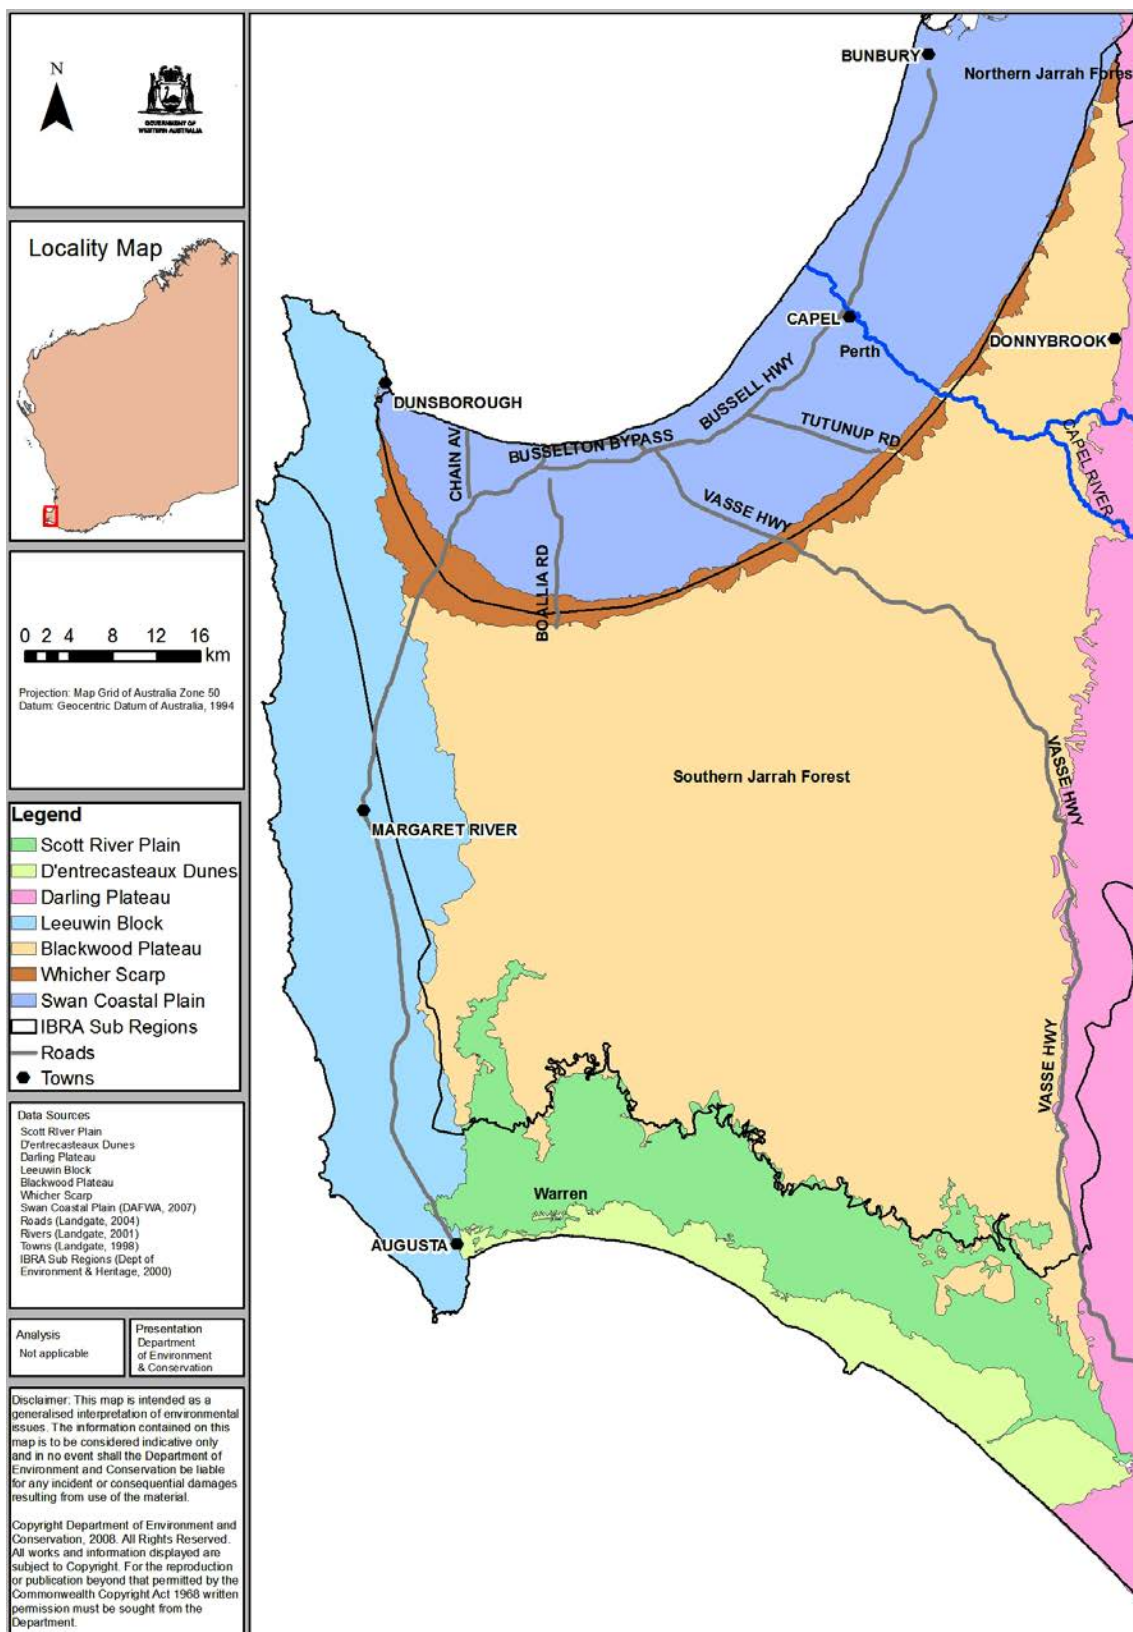 N
GOVERNMENT OF
WESTERN AUSTRALIA
Locality Map
0 2 4 8 12 16
km
Projection: Map Grid of Australia Zone 50
Datum: Geocentric Datum of Australia, 1994
Legend
Scott River Plain
D'entrecasteaux Dunes
Darling Plateau
Leeuwin Block
Blackwood Plateau
Whicher Scarp
Swan Coastal Plain
IBRA Sub Regions
Roads
Towns
Data Sources
Scott River Plain
D'entrecasteaux Dunes
Darling Plateau
Leeuwin Block
Blackwood Plateau
Whicher Scarp
Swan Coastal Plain (DAFWA, 2007)
Roads (Landgate, 2004)
Rivers (Landgate, 2001)
Towns (Landgate, 1998)
IBRA Sub Regions (Dept of
Environment & Heritage, 2000)
Analysis
Not applicable
Presentation
Department
of Environment
& Conservation
Disclaimer: This map is intended as a
generalised interpretation of environmental
issues. The information contained on this
map is to be considered indicative only
and in no event shall the Department of
Environment and Conservation be liable
for any incident or consequential damages
resulting from use of the material.
Copyright Department of Environment and
Conservation, 2008. All Rights Reserved.
All works and information displayed are
subject to Copyright. For the reproduction
or publication beyond that permitted by the
Commonwealth Copyright Act 1968 written
permission must be sought from the
Department.
BUNBURY
Northern Jarrah Fores
CAPEL
Perth
DONNYBROOK
DUNSBOROUGH
BUSSELL HWY
TUTUNUP RD
BUSSELTON BYPASS
CHAIN AV
CAPEL RIVER
VASSE HWY
BOALLIA RD
VASSE HWY
Southern Jarrah Forest
MARGARET RIVER
VASSE HWY
Warren
AUGUSTA